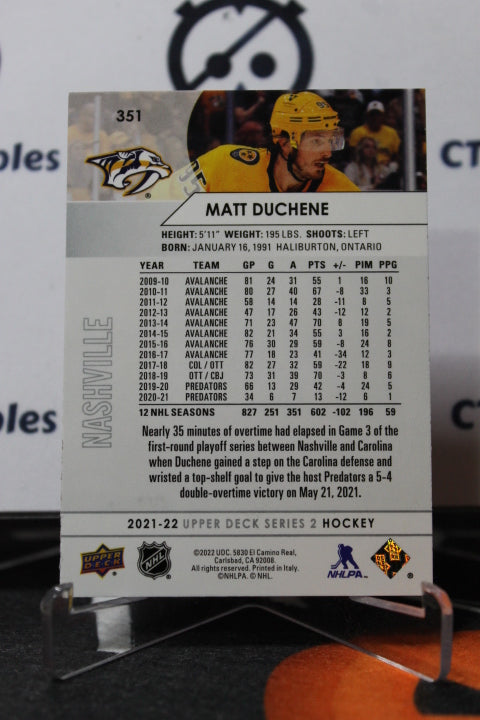 351
bles
CT
MATT DUCHENE
HEIGHT: 5'11" WEIGHT: 195 LBS. SHOOTS: LEFT
BORN: JANUARY 16, 1991 HALIBURTON, ONTARIO
YEAR TEAM GP G A PTS +/- PIM PPG
2009-10 AVALANCHE 81 24 31 55 1 16 10
2010-11 AVALANCHE 80 27 40 67 -8 33 3
2011-12 AVALANCHE 58 14 14 28 -11 8 5
2012-13 AVALANCHE 47 17 26 43 -12 12 2
2013-14 AVALANCHE 71 23 47 70 8 19 5
2014-15 AVALANCHE 82 21 34 55 3 16 2
2015-16 AVALANCHE 76 30 29 59 -8 24 8
2016-17 AVALANCHE 77 18 23 41 -34 12 3
2017-18 COL / OTT 82 27 32 59 -22 18 9
2018-19 OTT / CBJ 73 31 39 70 -3 8 6
2019-20 PREDATORS 66 13 29 42 -4 24 5
2020-21 PREDATORS 34 6 7 13 -12 6 1
12 NHL SEASONS 827 251 351 602 -102 196 59
NASHVILLE
Nearly 35 minutes of overtime had elapsed in Game 3 of the
first-round playoff series between Nashville and Carolina
when Duchene gained a step on the Carolina defense and
wristed a top-shelf goal to give the host Predators a 5-4
double-overtime victory on May 21, 2021.
bles
CT
2021-22 UPPER DECK SERIES 2 HOCKEY
UPPER
DECK
NHL
©2022 UDC. 5830 El Camino Real,
Carlsbad, CA 92008.
All rights reserved. Printed in Italy.
©NHLPA. © NHL.
NHLPA